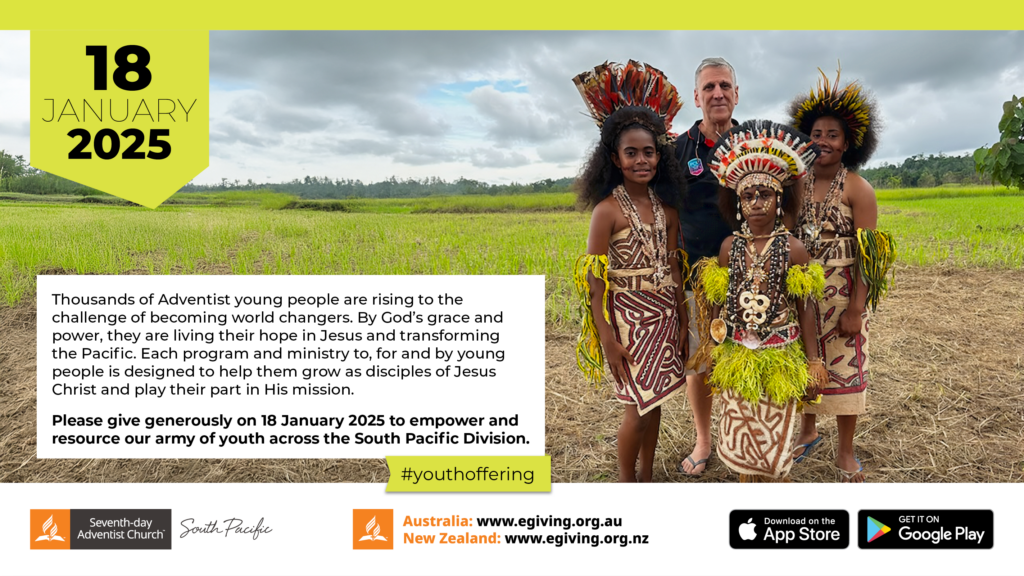 18
JANUARY
2025
Thousands of Adventist young people are rising to the
challenge of becoming world changers. By God’s grace and
power, they are living their hope in Jesus and transforming
the Pacific. Each program and ministry to, for and by young
people is designed to help them grow as disciples of Jesus
Christ and play their part in His mission.
Please give generously on 18 January 2025 to empower and
resource our army of youth across the South Pacific Division.
#youthoffering
Seventh-day
Adventist Church
South Pacific
Australia: www.egiving.org.au
New Zealand: www.egiving.org.nz
Download on the
App Store
GET IT ON
Google Play